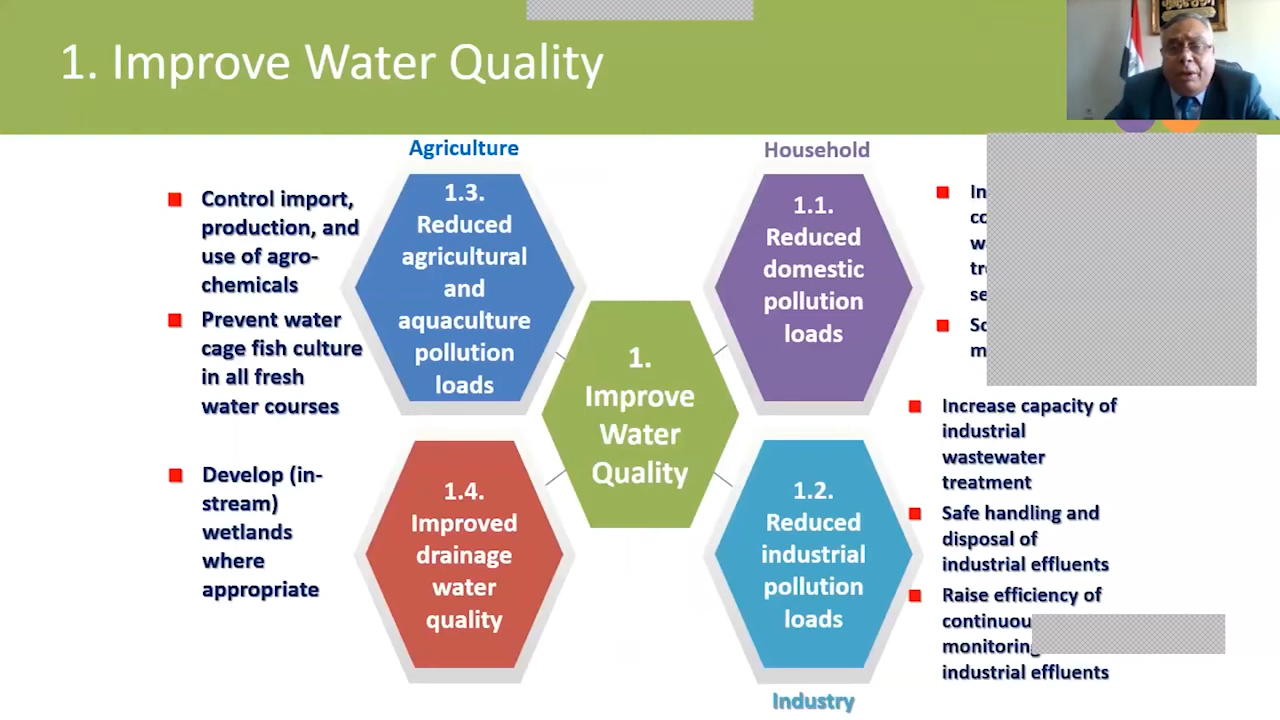 1. Improve Water Quality
Agriculture
Control import,
production, and
use of agro-
chemicals
Prevent water
cage fish culture
in all fresh
water courses
1.3.
Reduced
agricultural
and
aquaculture
pollution
loads
Household
1.1.
Reduced
domestic
pollution
loads
1.
Improve
Water
Quality
Develop (in-
stream)
wetlands
where
appropriate
1.4.
Improved
drainage
water
quality
1.2.
Reduced
industrial
pollution
loads
Industry
Increase capacity of
industrial
wastewater
treatment
Safe handling and
disposal of
industrial effluents
Raise efficiency of
industrial effluents